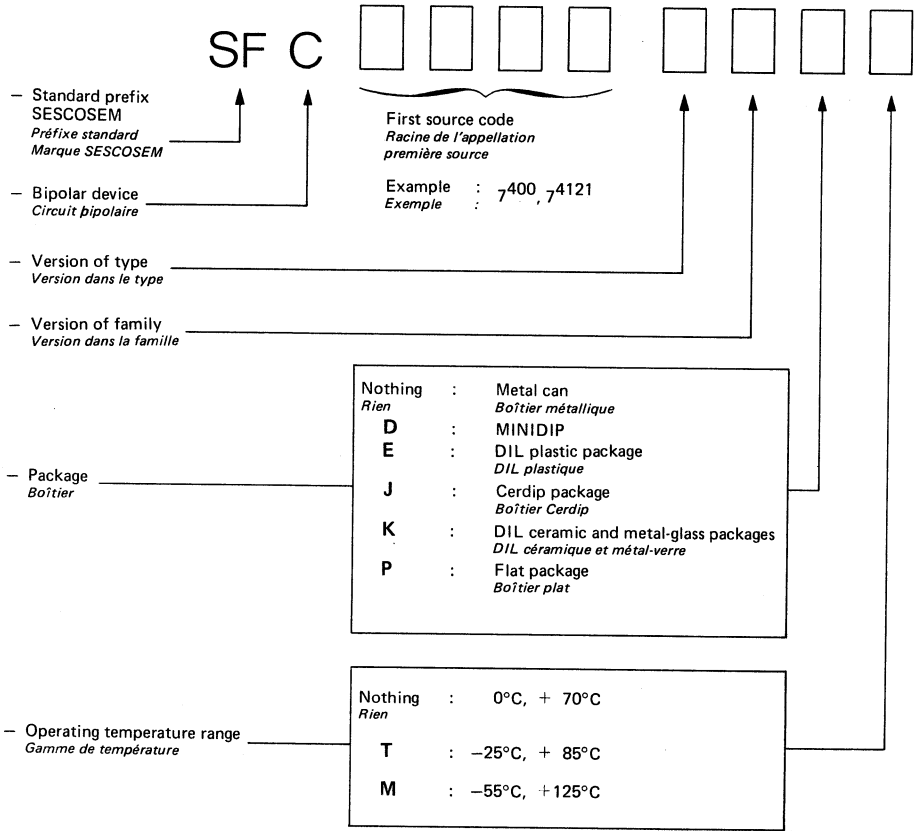 SF C
– Standard prefix
SESCOSEM
Préfixe standard
Marque SESCOSEM
First source code
Racine de l'appellation
première source
Example : 7400, 74121
Exemple :
– Bipolar device
Circuit bipolaire
– Version of type
Version dans le type
– Version of family
Version dans la famille
– Package
Boîtier
Nothing : Metal can
Rien Boîtier métallique
D : MINIDIP
E : DIL plastic package
DIL plastique
J : Cerdip package
Boîtier Cerdip
K : DIL ceramic and metal-glass packages
DIL céramique et métal-verre
P : Flat package
Boîtier plat
– Operating temperature range
Gamme de température
Nothing : 0°C, + 70°C
Rien
T : –25°C, + 85°C
M : –55°C, +125°C